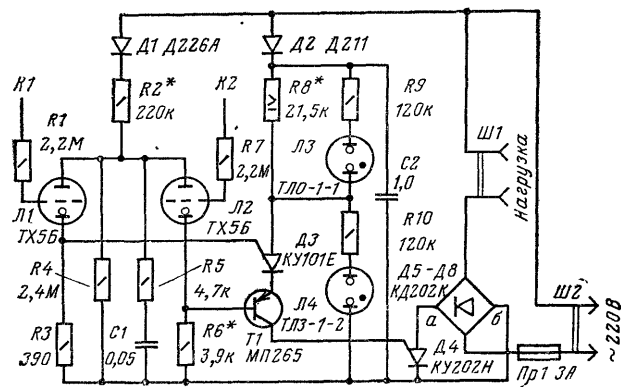 Д1 Д226А
Д2 Д211
К1
R2*
220к
К2
R8*
21,5к
R9
120к
R1
2,2М
R7
2,2М
Л3
ТЛО-1-1
С2
1,0
Ш1
Нагрузка
Л1
ТХ5Б
Л2
ТХ5Б
R10
120к
Д3
КУ101Е
R4
2,4М
R5
4,7к
Л4
ТЛ3-1-2
Д5-Д8
КД202К
а
б
Ш2
~220В
R3
390
С1
0,05
R6*
3,9к
Т1
МП26Б
Д4
КУ202Н
Пр1 3А